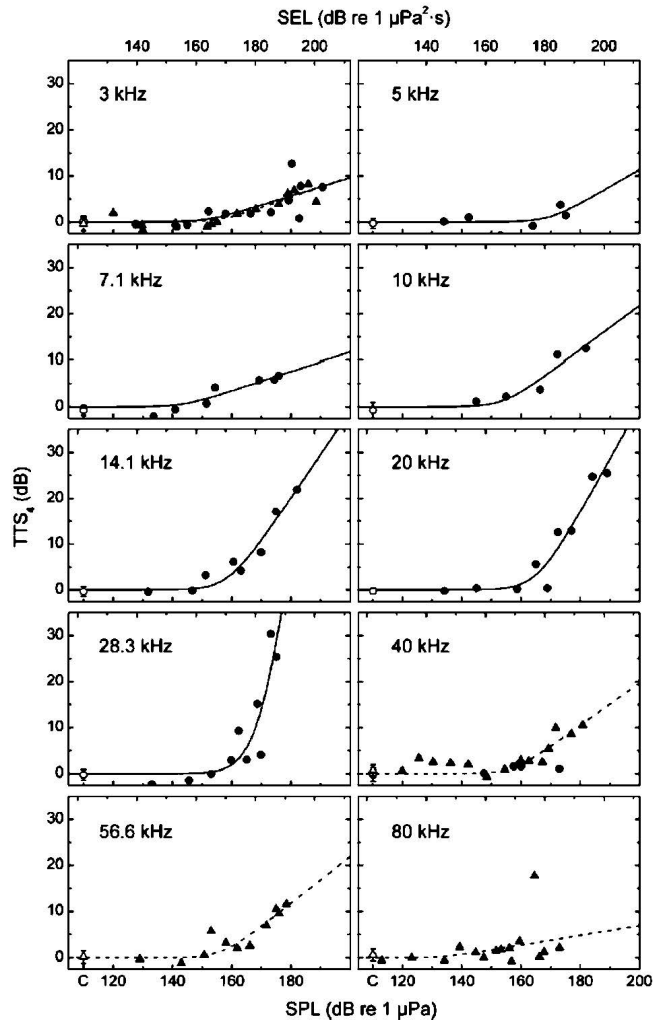 SEL (dB re 1 µPa²·s)
140 160 180 200 140 160 180 200
3 kHz 5 kHz
30
20
10
0
7.1 kHz 10 kHz
30
20
10
0
14.1 kHz 20 kHz
30
20
10
0
TTS₄ (dB)
28.3 kHz 40 kHz
30
20
10
0
56.6 kHz 80 kHz
30
20
10
0
C 120 140 160 180 C 120 140 160 180 200
SPL (dB re 1 µPa)